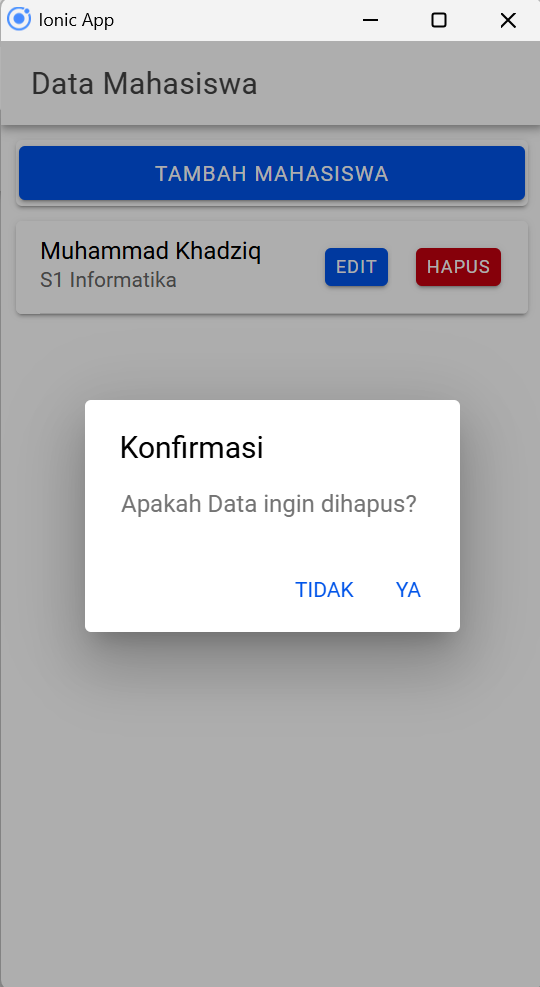 Ionic App
Data Mahasiswa
TAMBAH MAHASISWA
Muhammad Khadziq
S1 Informatika
EDIT
HAPUS
Konfirmasi
Apakah Data ingin dihapus?
TIDAK
YA